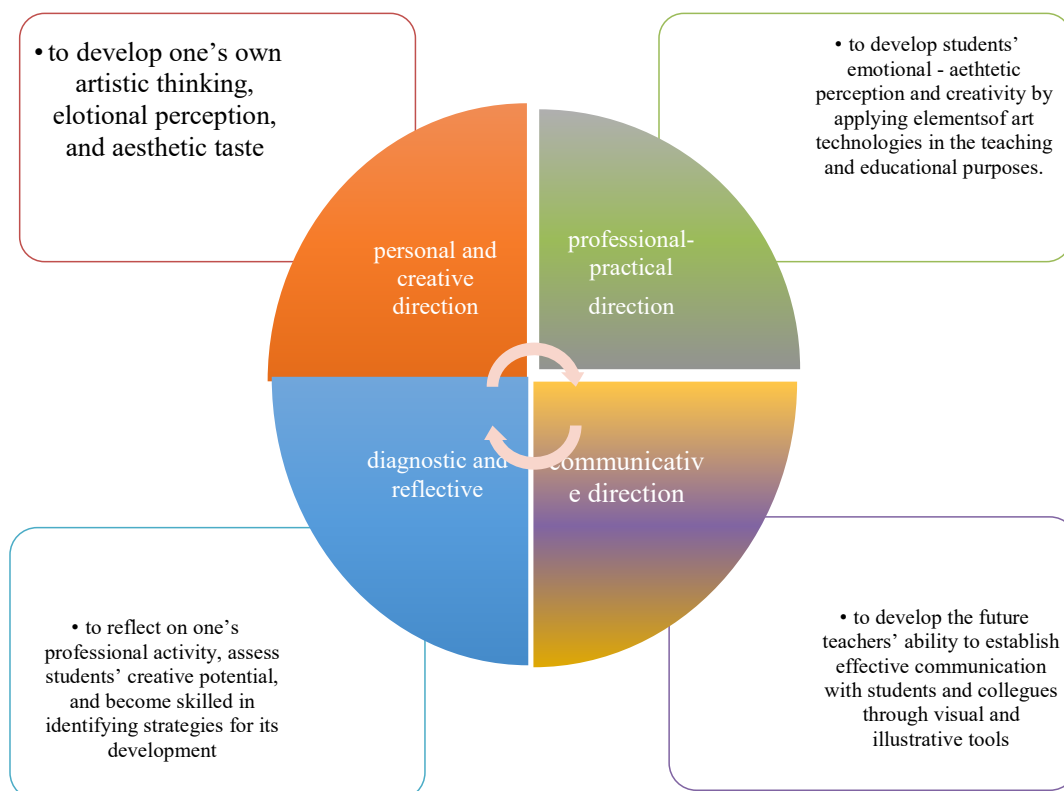 • to develop one’s own
artistic thinking,
elotional perception,
and aesthetic taste
• to develop students’
emotional - aethtetic
perception and creativity by
applying elementsof art
technologies in the teaching
and educational purposes.
personal and
creative
direction
professional-
practical
direction
diagnostic and
reflective
communicativ
e direction
• to reflect on one’s
professional activity, assess
students’ creative potential,
and become skilled in
identifying strategies for its
development
• to develop the future
teachers’ ability to establish
effective communication
with students and collegues
through visual and
illustrative tools